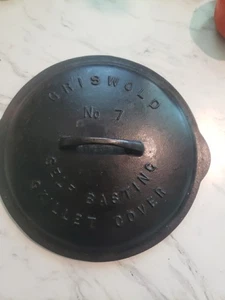 GRISWOLD
No 7
SELF BASTING
SKILLET COVER